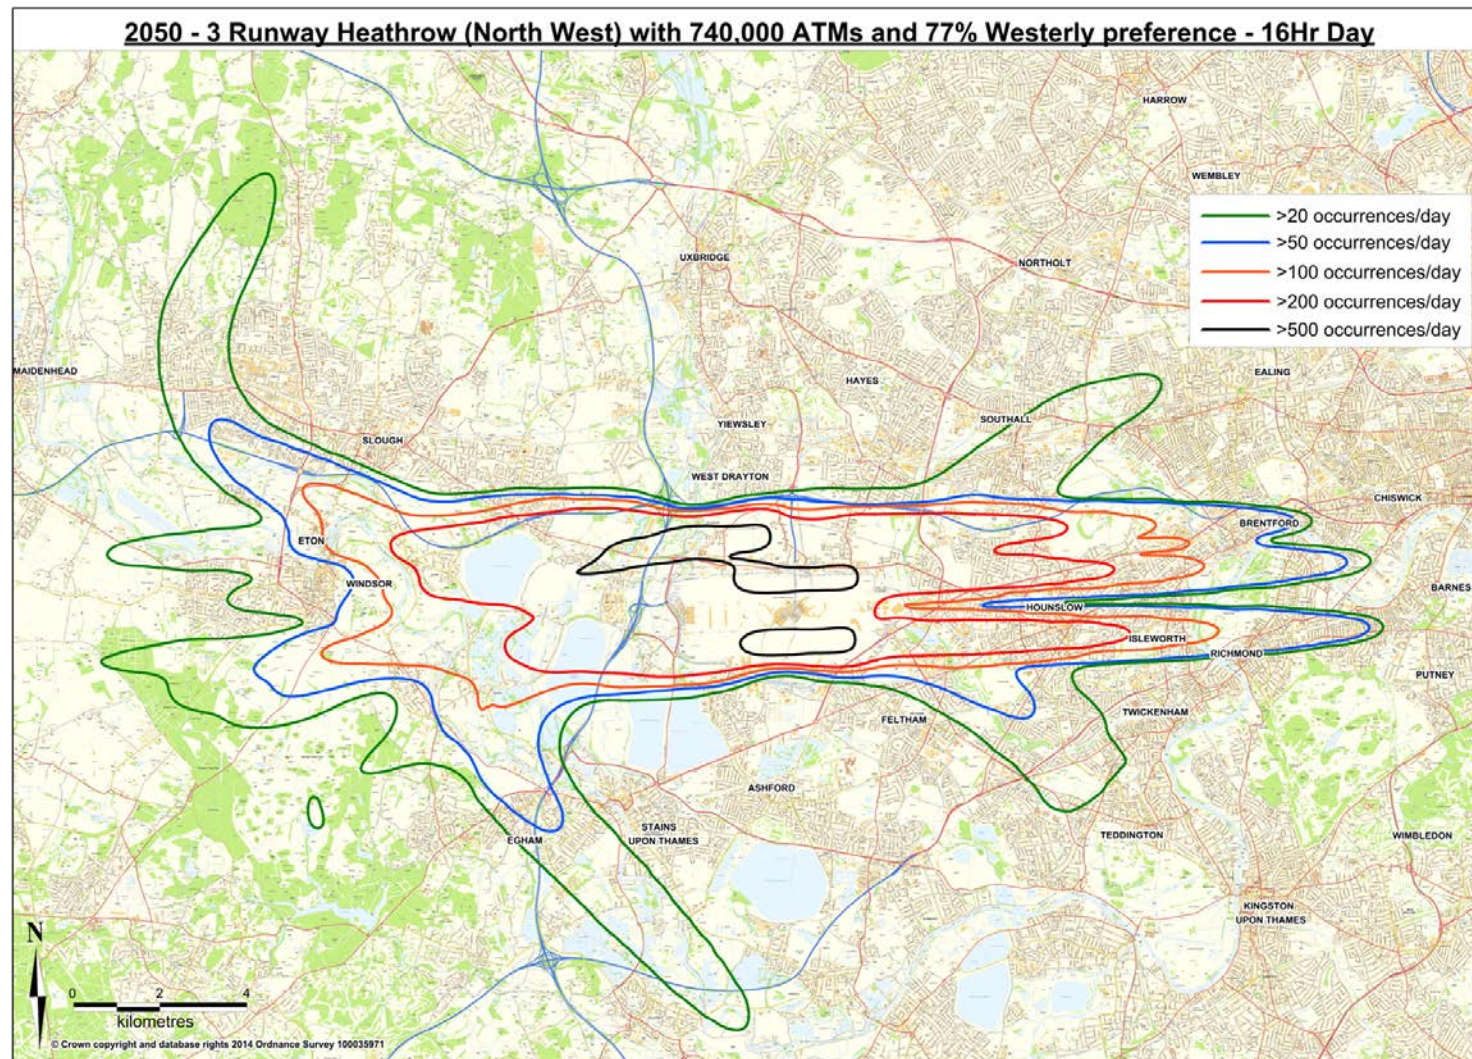 2050 - 3 Runway Heathrow (North West) with 740,000 ATMs and 77% Westerly preference - 16Hr Day
HARROW
WEMBLEY
>20 occurrences/day
>50 occurrences/day
>100 occurrences/day
>200 occurrences/day
>500 occurrences/day
UXBRIDGE
NORTHOLT
MAIDENHEAD
HAYES
EALING
SOUTHALL
YIEWSLEY
SLOUGH
WEST DRAYTON
CHISWICK
BRENTFORD
ETON
WINDSOR
BARNES
HOUNSLOW
ISLEWORTH
RICHMOND
PUTNEY
TWICKENHAM
FELTHAM
ASHFORD
STAINS
UPON THAMES
EGHAM
TEDDINGTON
WIMBLEDON
KINGSTON
UPON THAMES
N
0 2 4
kilometres
© Crown copyright and database rights 2014 Ordnance Survey 100035971